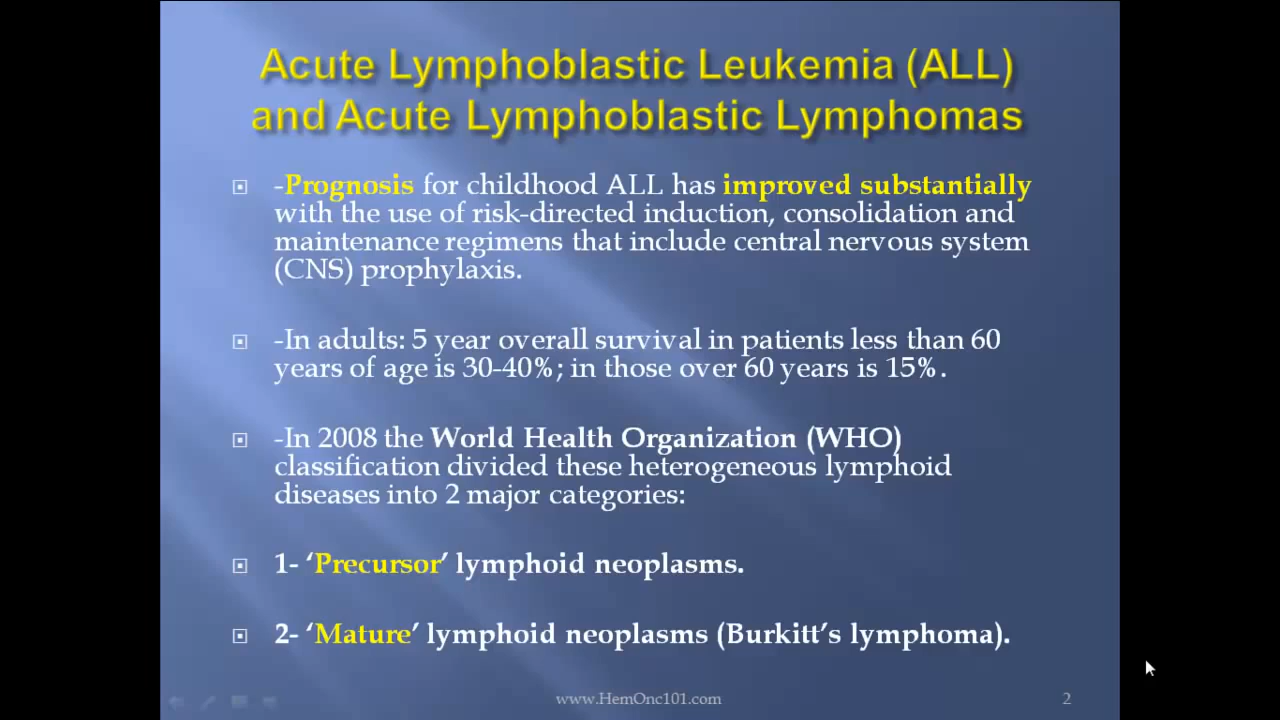 Acute Lymphoblastic Leukemia (ALL)
and Acute Lymphoblastic Lymphomas
-Prognosis for childhood ALL has improved substantially
with the use of risk-directed induction, consolidation and
maintenance regimens that include central nervous system
(CNS) prophylaxis.
-In adults: 5 year overall survival in patients less than 60
years of age is 30-40%; in those over 60 years is 15%.
-In 2008 the World Health Organization (WHO)
classification divided these heterogeneous lymphoid
diseases into 2 major categories:
1- ‘Precursor’ lymphoid neoplasms.
2- ‘Mature’ lymphoid neoplasms (Burkitt’s lymphoma).
www.HemOnc101.com
2